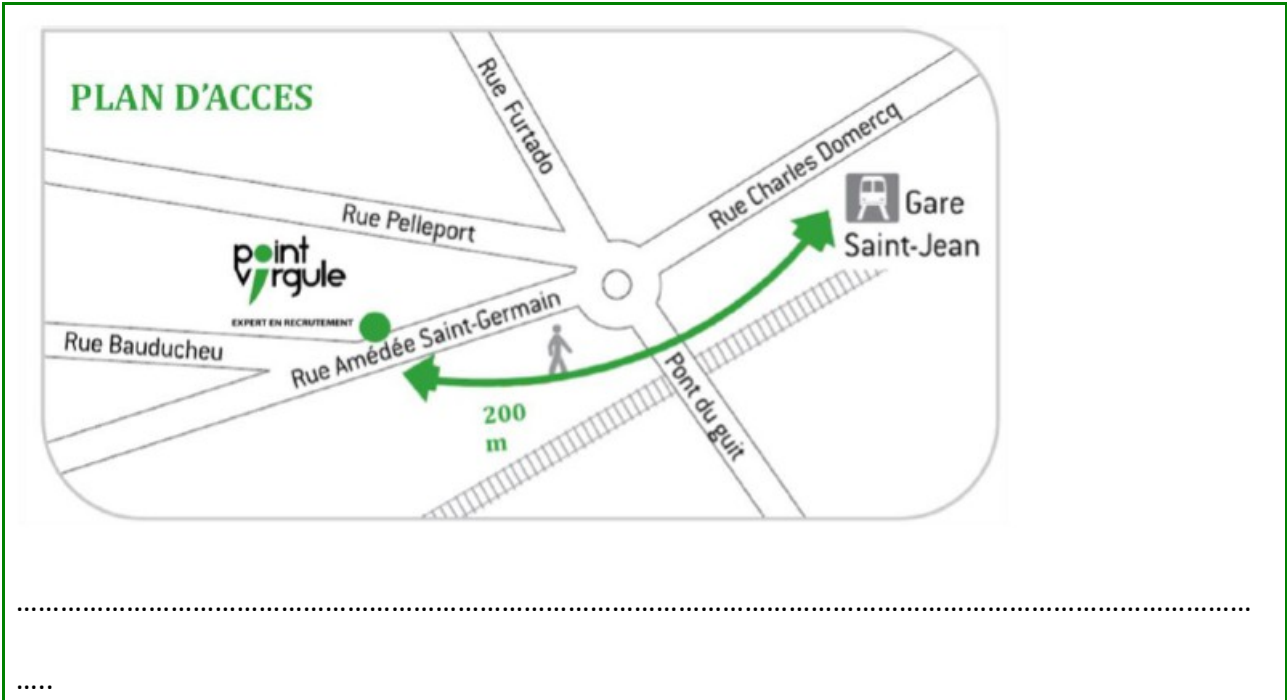 PLAN D'ACCES
Rue Furtado
Rue Charles Domercq
Rue Pelleport
Gare
Saint-Jean
point
virgule
EXPERT EN RECRUTEMENT
Rue Bauducheu
Rue Amédée Saint-Germain
Pont du guit
200
m